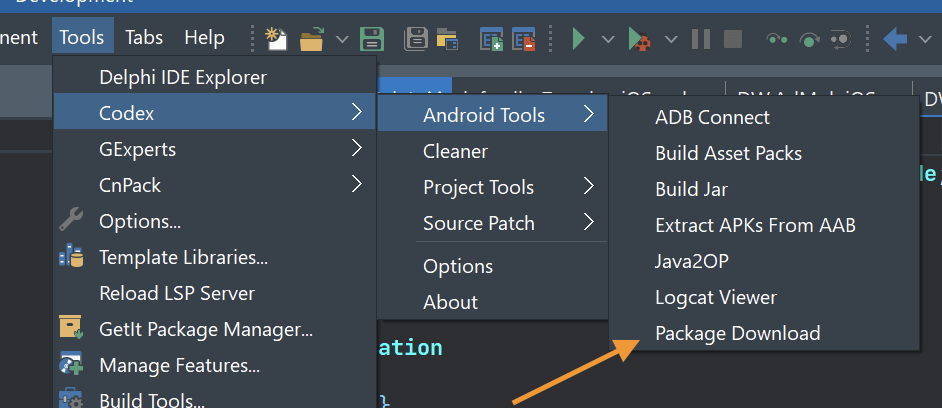 Development
nent Tools Tabs Help
Delphi IDE Explorer
Codex
GExperts
CnPack
Options...
Template Libraries...
Reload LSP Server
GetIt Package Manager...
Manage Features...
Build Tools...
Android Tools
Cleaner
Project Tools
Source Patch
Options
About
ADB Connect
Build Asset Packs
Build Jar
Extract APKs From AAB
Java2OP
Logcat Viewer
Package Download
DW
le;
ation
}